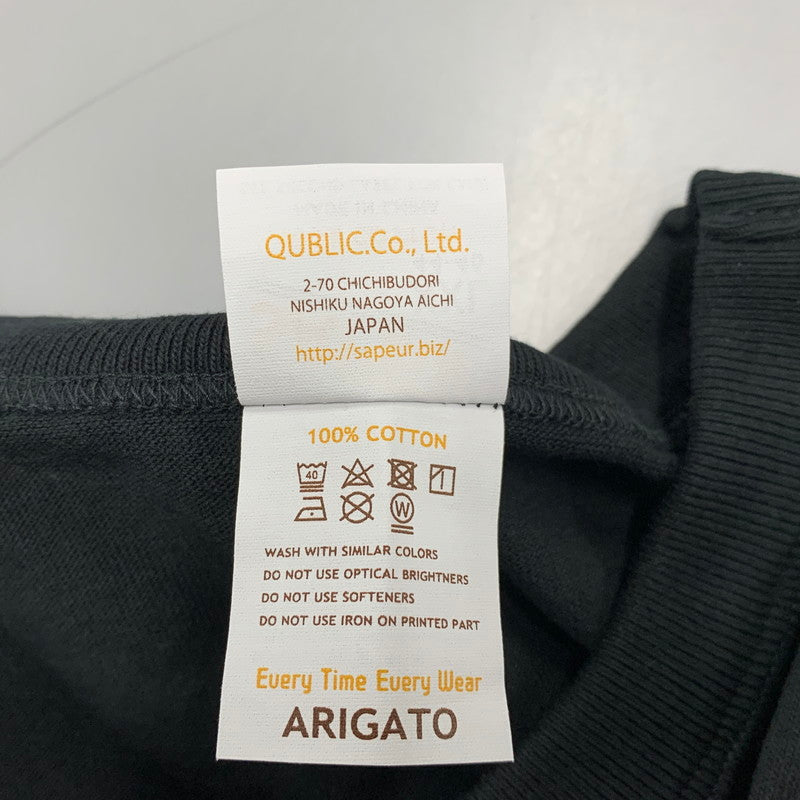 QUBLIC.Co., Ltd.
2-70 CHICHIBUDORI
NISHIKU NAGOYA AICHI
JAPAN
http://sapeur.biz/
100% COTTON
40
W
WASH WITH SIMILAR COLORS
DO NOT USE OPTICAL BRIGHTNERS
DO NOT USE SOFTENERS
DO NOT USE IRON ON PRINTED PART
Every Time Every Wear
ARIGATO